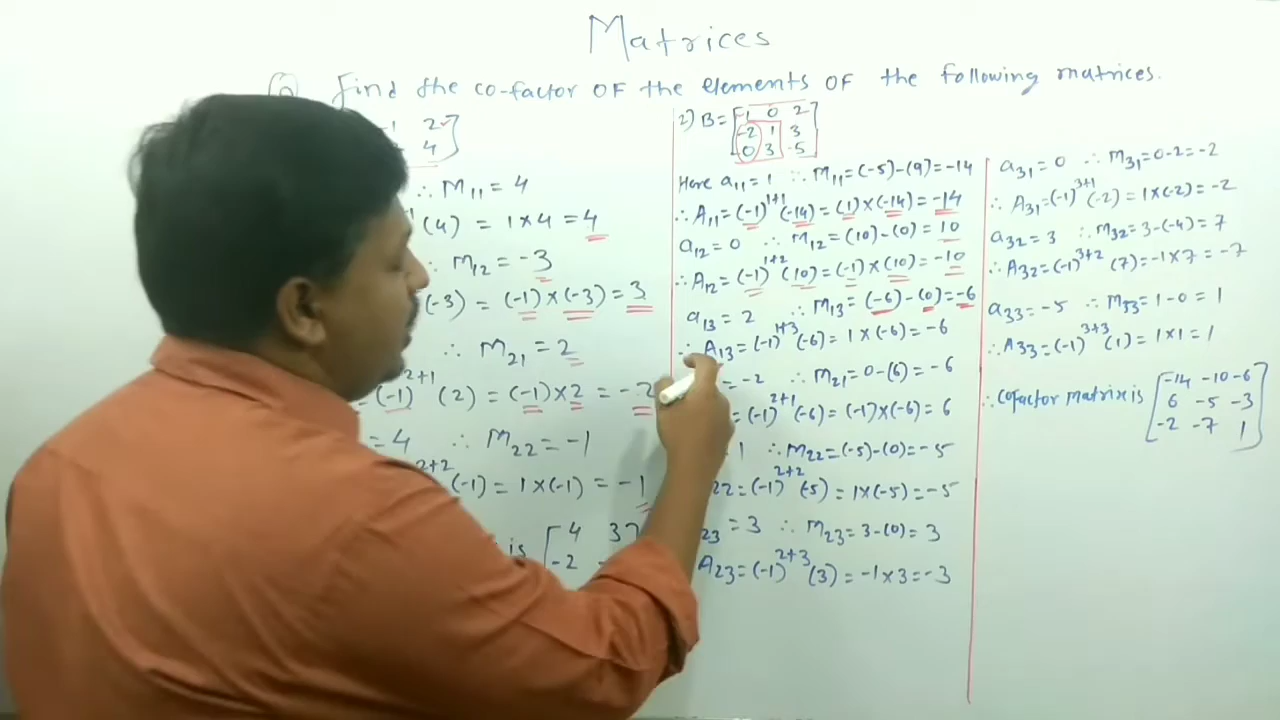 Matrices
Q Find the co-factor OF the elements OF the following matrices.
2
4
∴ M11 = 4
(4) = 1×4 = 4
∴ M12 = -3
(-3) = (-1)×(-3) = 3
∴ M21 = 2
(-1)^2+1 (2) = (-1)×2 = -2
= 4 ∴ M22 = -1
2+2 (-1) = 1×(-1) = -1
is [4 3
-2
2) B = [-1 0 2
-2 1 3
0 3 -5]
Here a11 = 1 ∴ M11 = (-5)-(9) = -14
∴ A11 = (-1)^1+1 (-14) = (1)×(-14) = -14
a12 = 0 ∴ M12 = (10)-(0) = 10
∴ A12 = (-1)^1+2 (10) = (-1)×(10) = -10
a13 = 2 ∴ M13 = (-6)-(0) = -6
∴ A13 = (-1)^1+3 (-6) = 1×(-6) = -6
= -2 ∴ M21 = 0-(6) = -6
= (-1)^2+1 (-6) = (-1)×(-6) = 6
1 ∴ M22 = (-5)-(0) = -5
22 = (-1)^2+2 (-5) = 1×(-5) = -5
23 = 3 ∴ M23 = 3-(0) = 3
A23 = (-1)^2+3 (3) = -1×3 = -3
a31 = 0 ∴ M31 = 0-2 = -2
∴ A31 = (-1)^3+1 (-2) = 1×(-2) = -2
a32 = 3 ∴ M32 = 3-(-4) = 7
∴ A32 = (-1)^3+2 (7) = -1×7 = -7
a33 = -5 ∴ M33 = 1-0 = 1
∴ A33 = (-1)^3+3 (1) = 1×1 = 1
∴ Cofactor matrix is [-14 -10 -6
6 -5 -3
-2 -7 1]